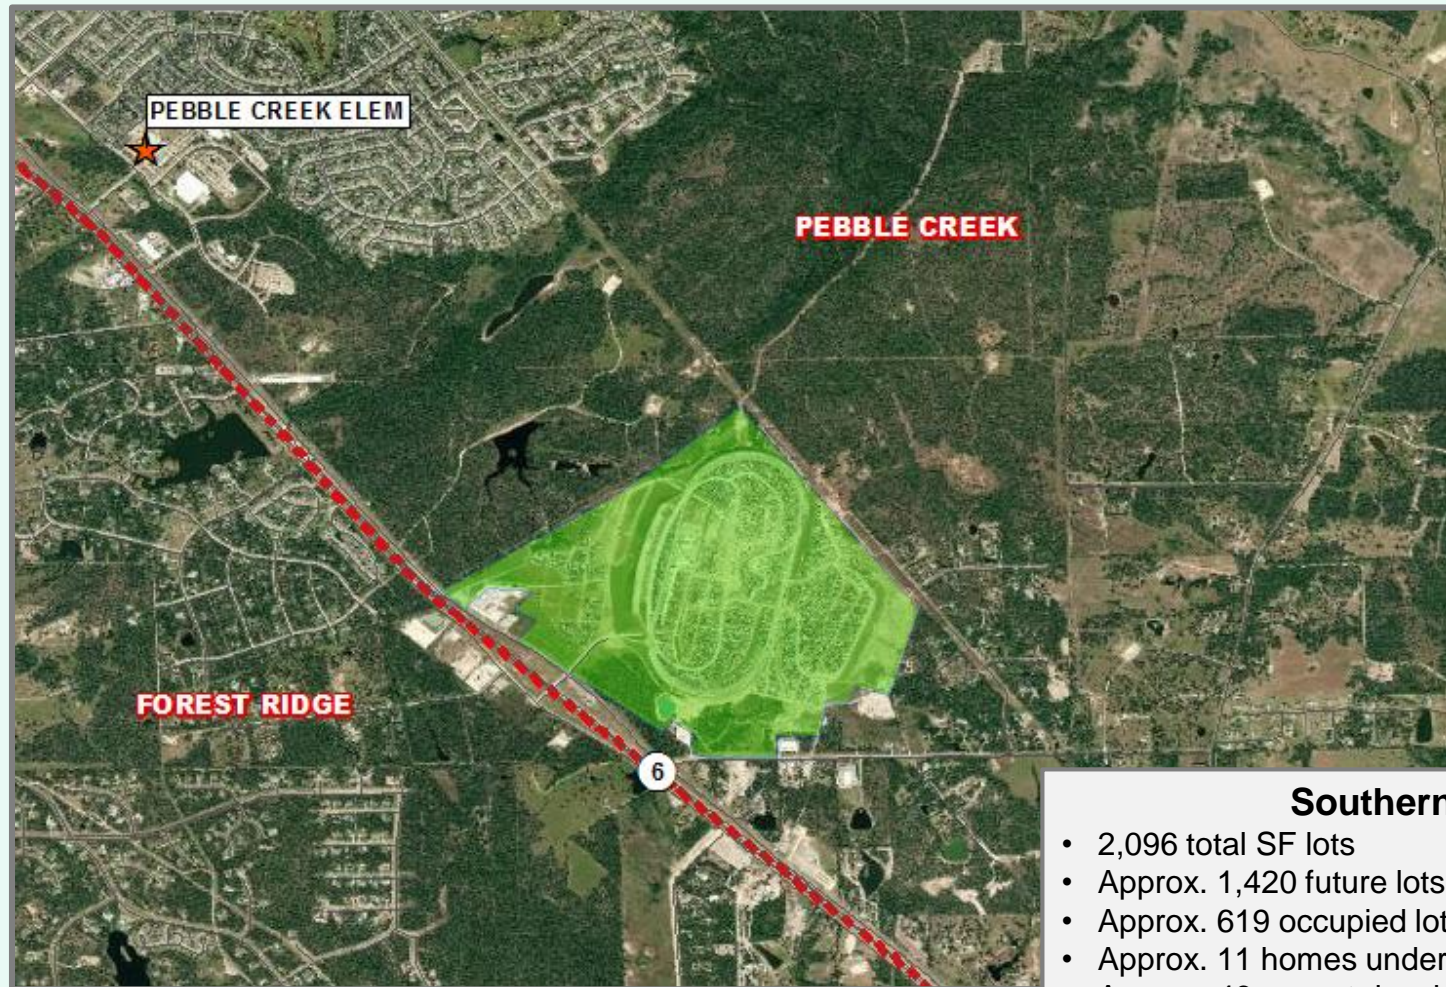 PEBBLE CREEK ELEM
PEBBLE CREEK
FOREST RIDGE
6
Southern
• 2,096 total SF lots
• Approx. 1,420 future lots
• Approx. 619 occupied lot
• Approx. 11 homes under